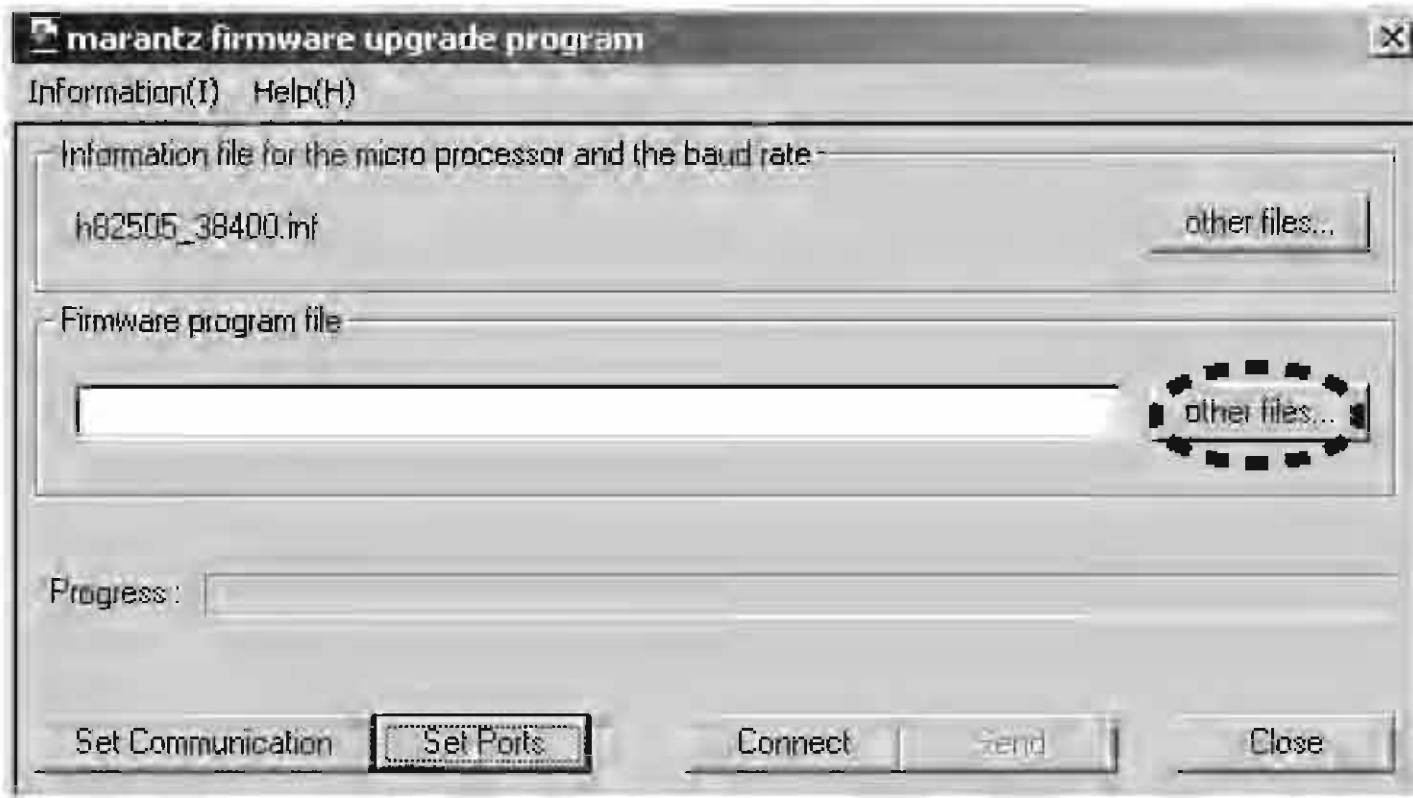 marantz firmware upgrade program
Information(I) Help(H)
Information file for the micro processor and the baud rate
h82505_38400.inf
other files...
Firmware program file
other files...
Progress :
Set Communication Set Ports Connect Send Close